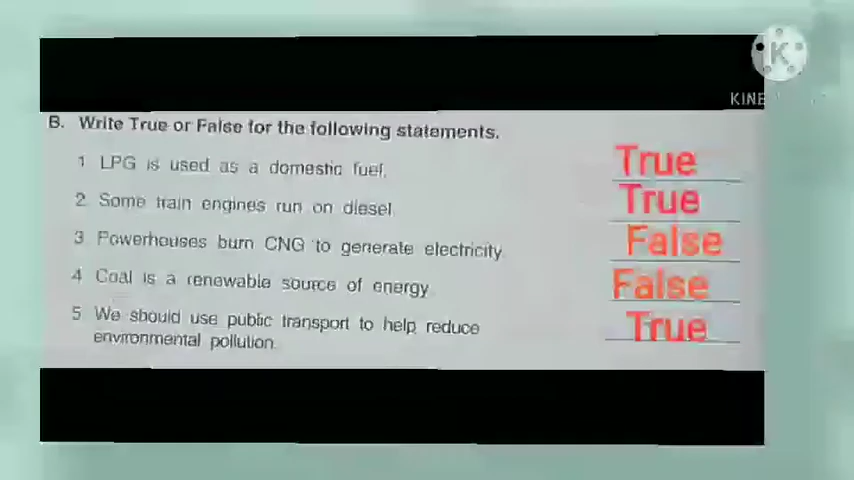 K
KINE
B. Write True or False for the following statements.
1 LPG is used as a domestic fuel. True
2 Some train engines run on diesel True
3 Powerhouses burn CNG to generate electricity False
4 Coal is a renewable source of energy False
5 We should use public transport to help reduce True
environmental pollution.